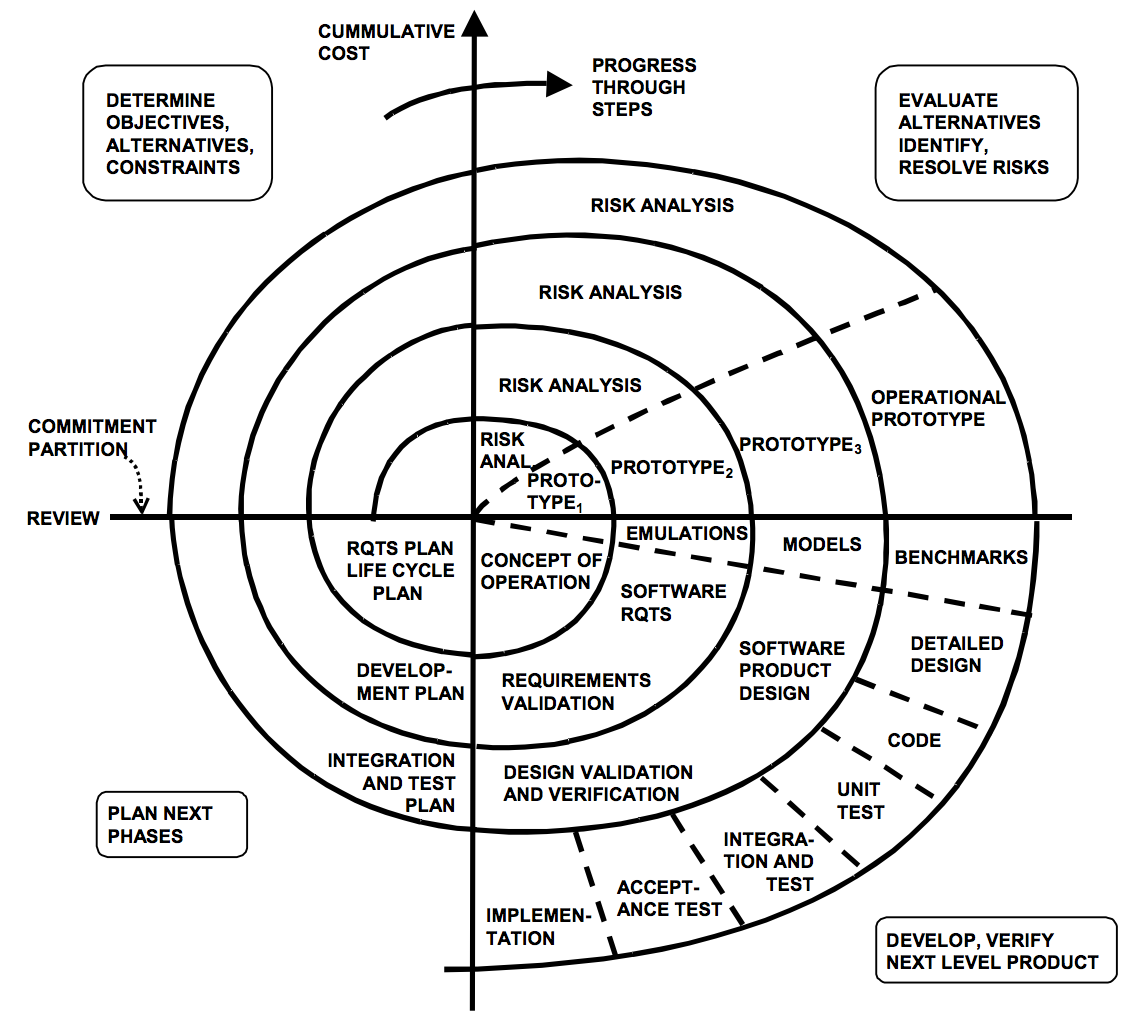 CUMMULATIVE
COST
PROGRESS
THROUGH
STEPS
DETERMINE
OBJECTIVES,
ALTERNATIVES,
CONSTRAINTS
EVALUATE
ALTERNATIVES
IDENTIFY,
RESOLVE RISKS
RISK ANALYSIS
RISK ANALYSIS
RISK ANALYSIS
RISK
ANAL.
PROTO-
TYPE1
PROTOTYPE2
PROTOTYPE3
OPERATIONAL
PROTOTYPE
COMMITMENT
PARTITION
REVIEW
EMULATIONS
MODELS
BENCHMARKS
RQTS PLAN
LIFE CYCLE
PLAN
CONCEPT OF
OPERATION
SOFTWARE
RQTS
SOFTWARE
PRODUCT
DESIGN
DETAILED
DESIGN
DEVELOP-
MENT PLAN
REQUIREMENTS
VALIDATION
CODE
INTEGRATION
AND TEST
PLAN
DESIGN VALIDATION
AND VERIFICATION
UNIT
TEST
PLAN NEXT
PHASES
INTEGRA-
TION AND
TEST
ACCEPT-
ANCE TEST
IMPLEMEN-
TATION
DEVELOP, VERIFY
NEXT LEVEL PRODUCT